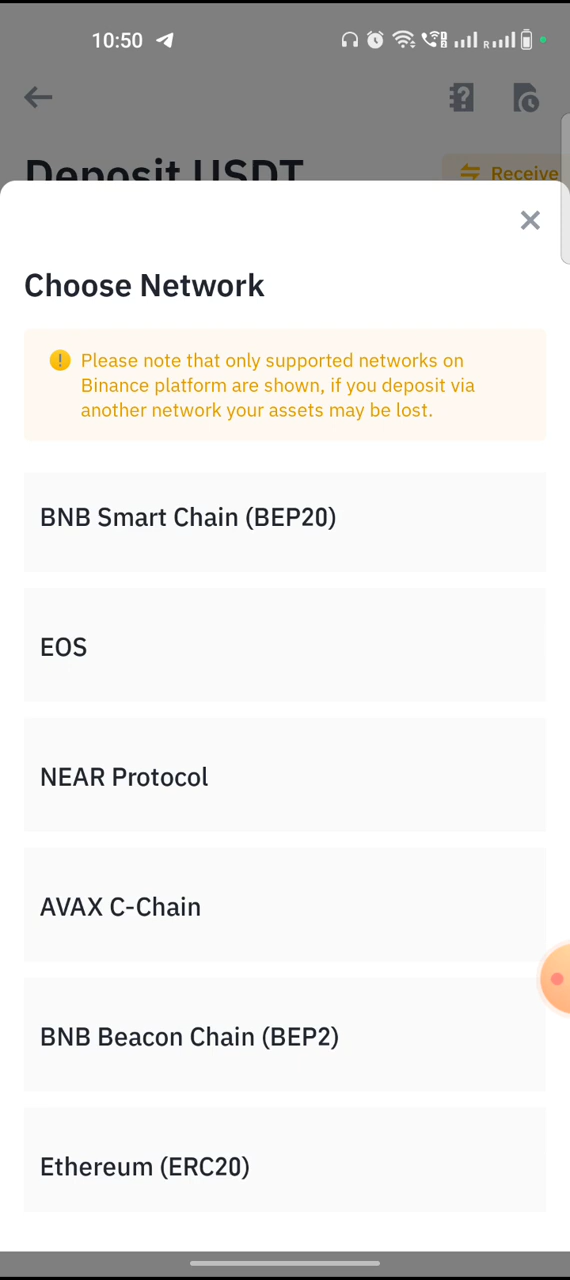 10:50
R
Deposit USDT
Receive
Choose Network
Please note that only supported networks on
Binance platform are shown, if you deposit via
another network your assets may be lost.
BNB Smart Chain (BEP20)
EOS
NEAR Protocol
AVAX C-Chain
BNB Beacon Chain (BEP2)
Ethereum (ERC20)